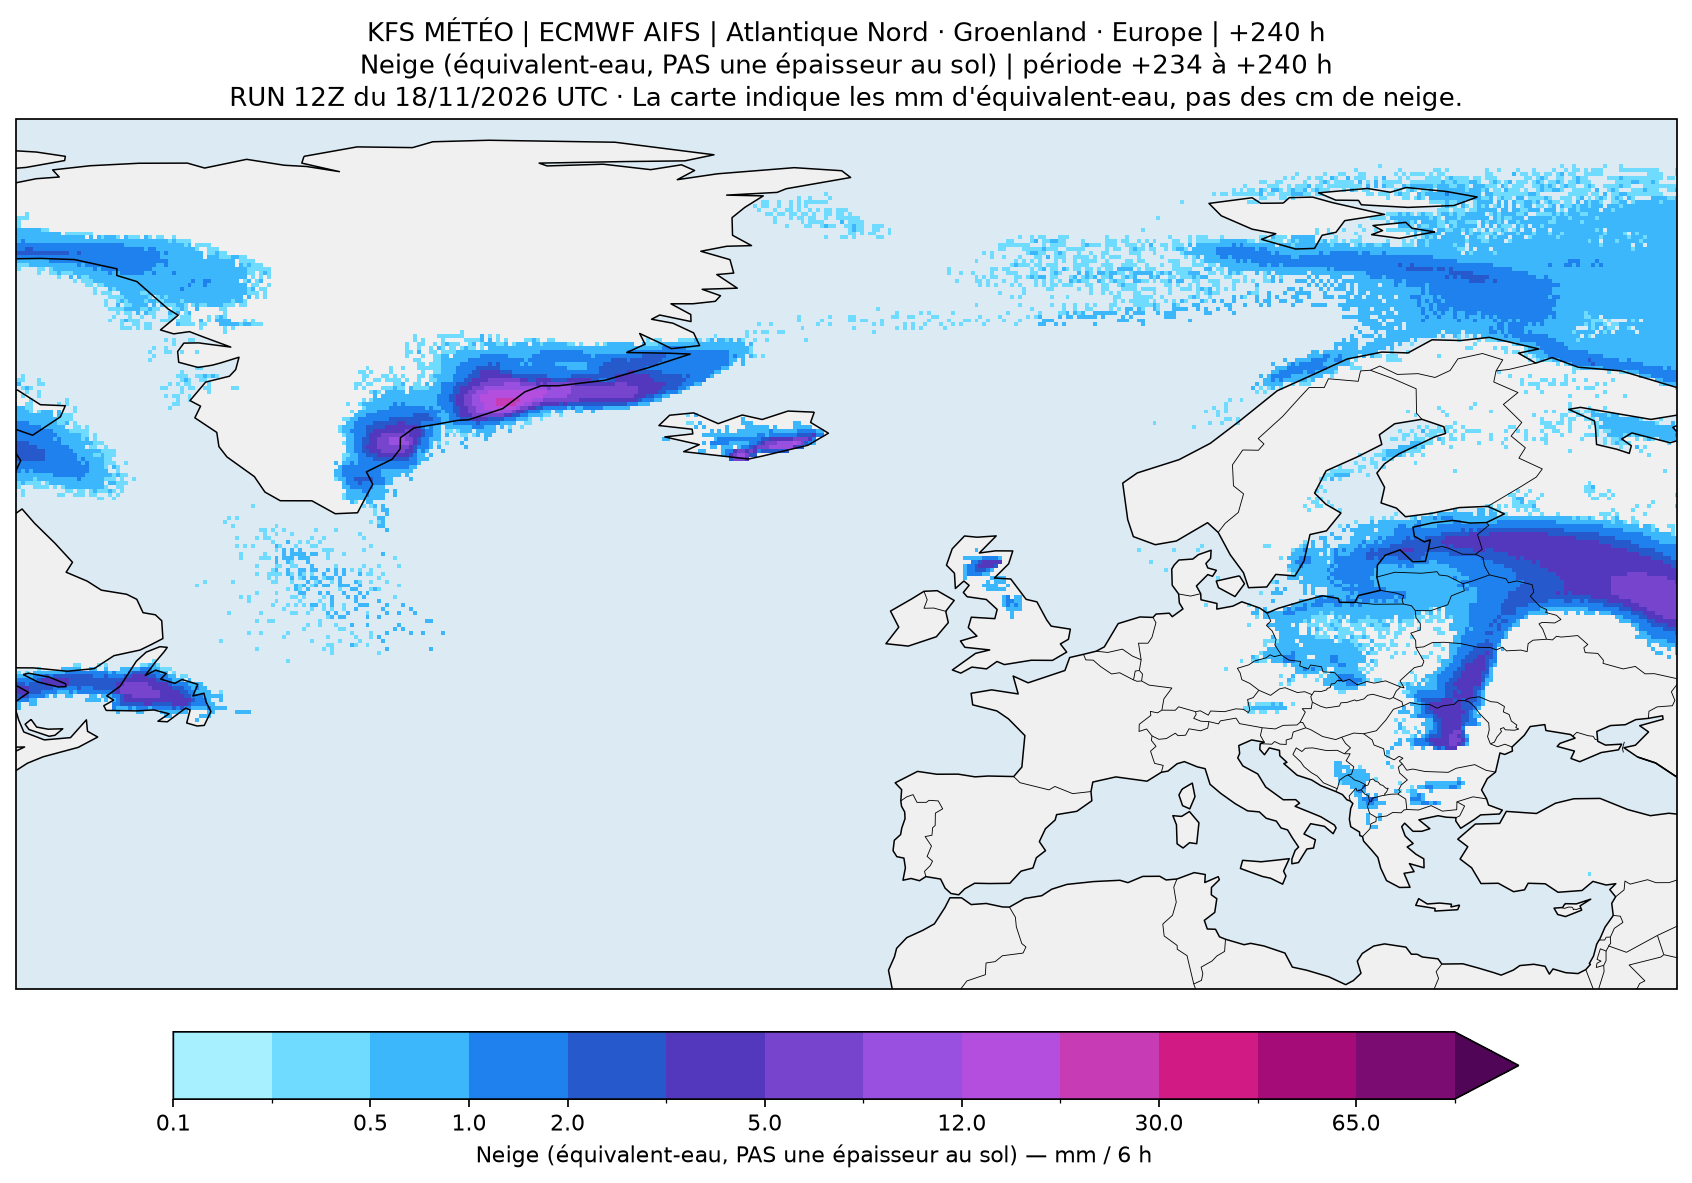 KFS MÉTÉO | ECMWF AIFS | Atlantique Nord · Groenland · Europe | +240 h
Neige (équivalent-eau, PAS une épaisseur au sol) | période +234 à +240 h
RUN 12Z du 18/11/2026 UTC · La carte indique les mm d'équivalent-eau, pas des cm de neige.
0.1 0.5 1.0 2.0 5.0 12.0 30.0 65.0
Neige (équivalent-eau, PAS une épaisseur au sol) — mm / 6 h